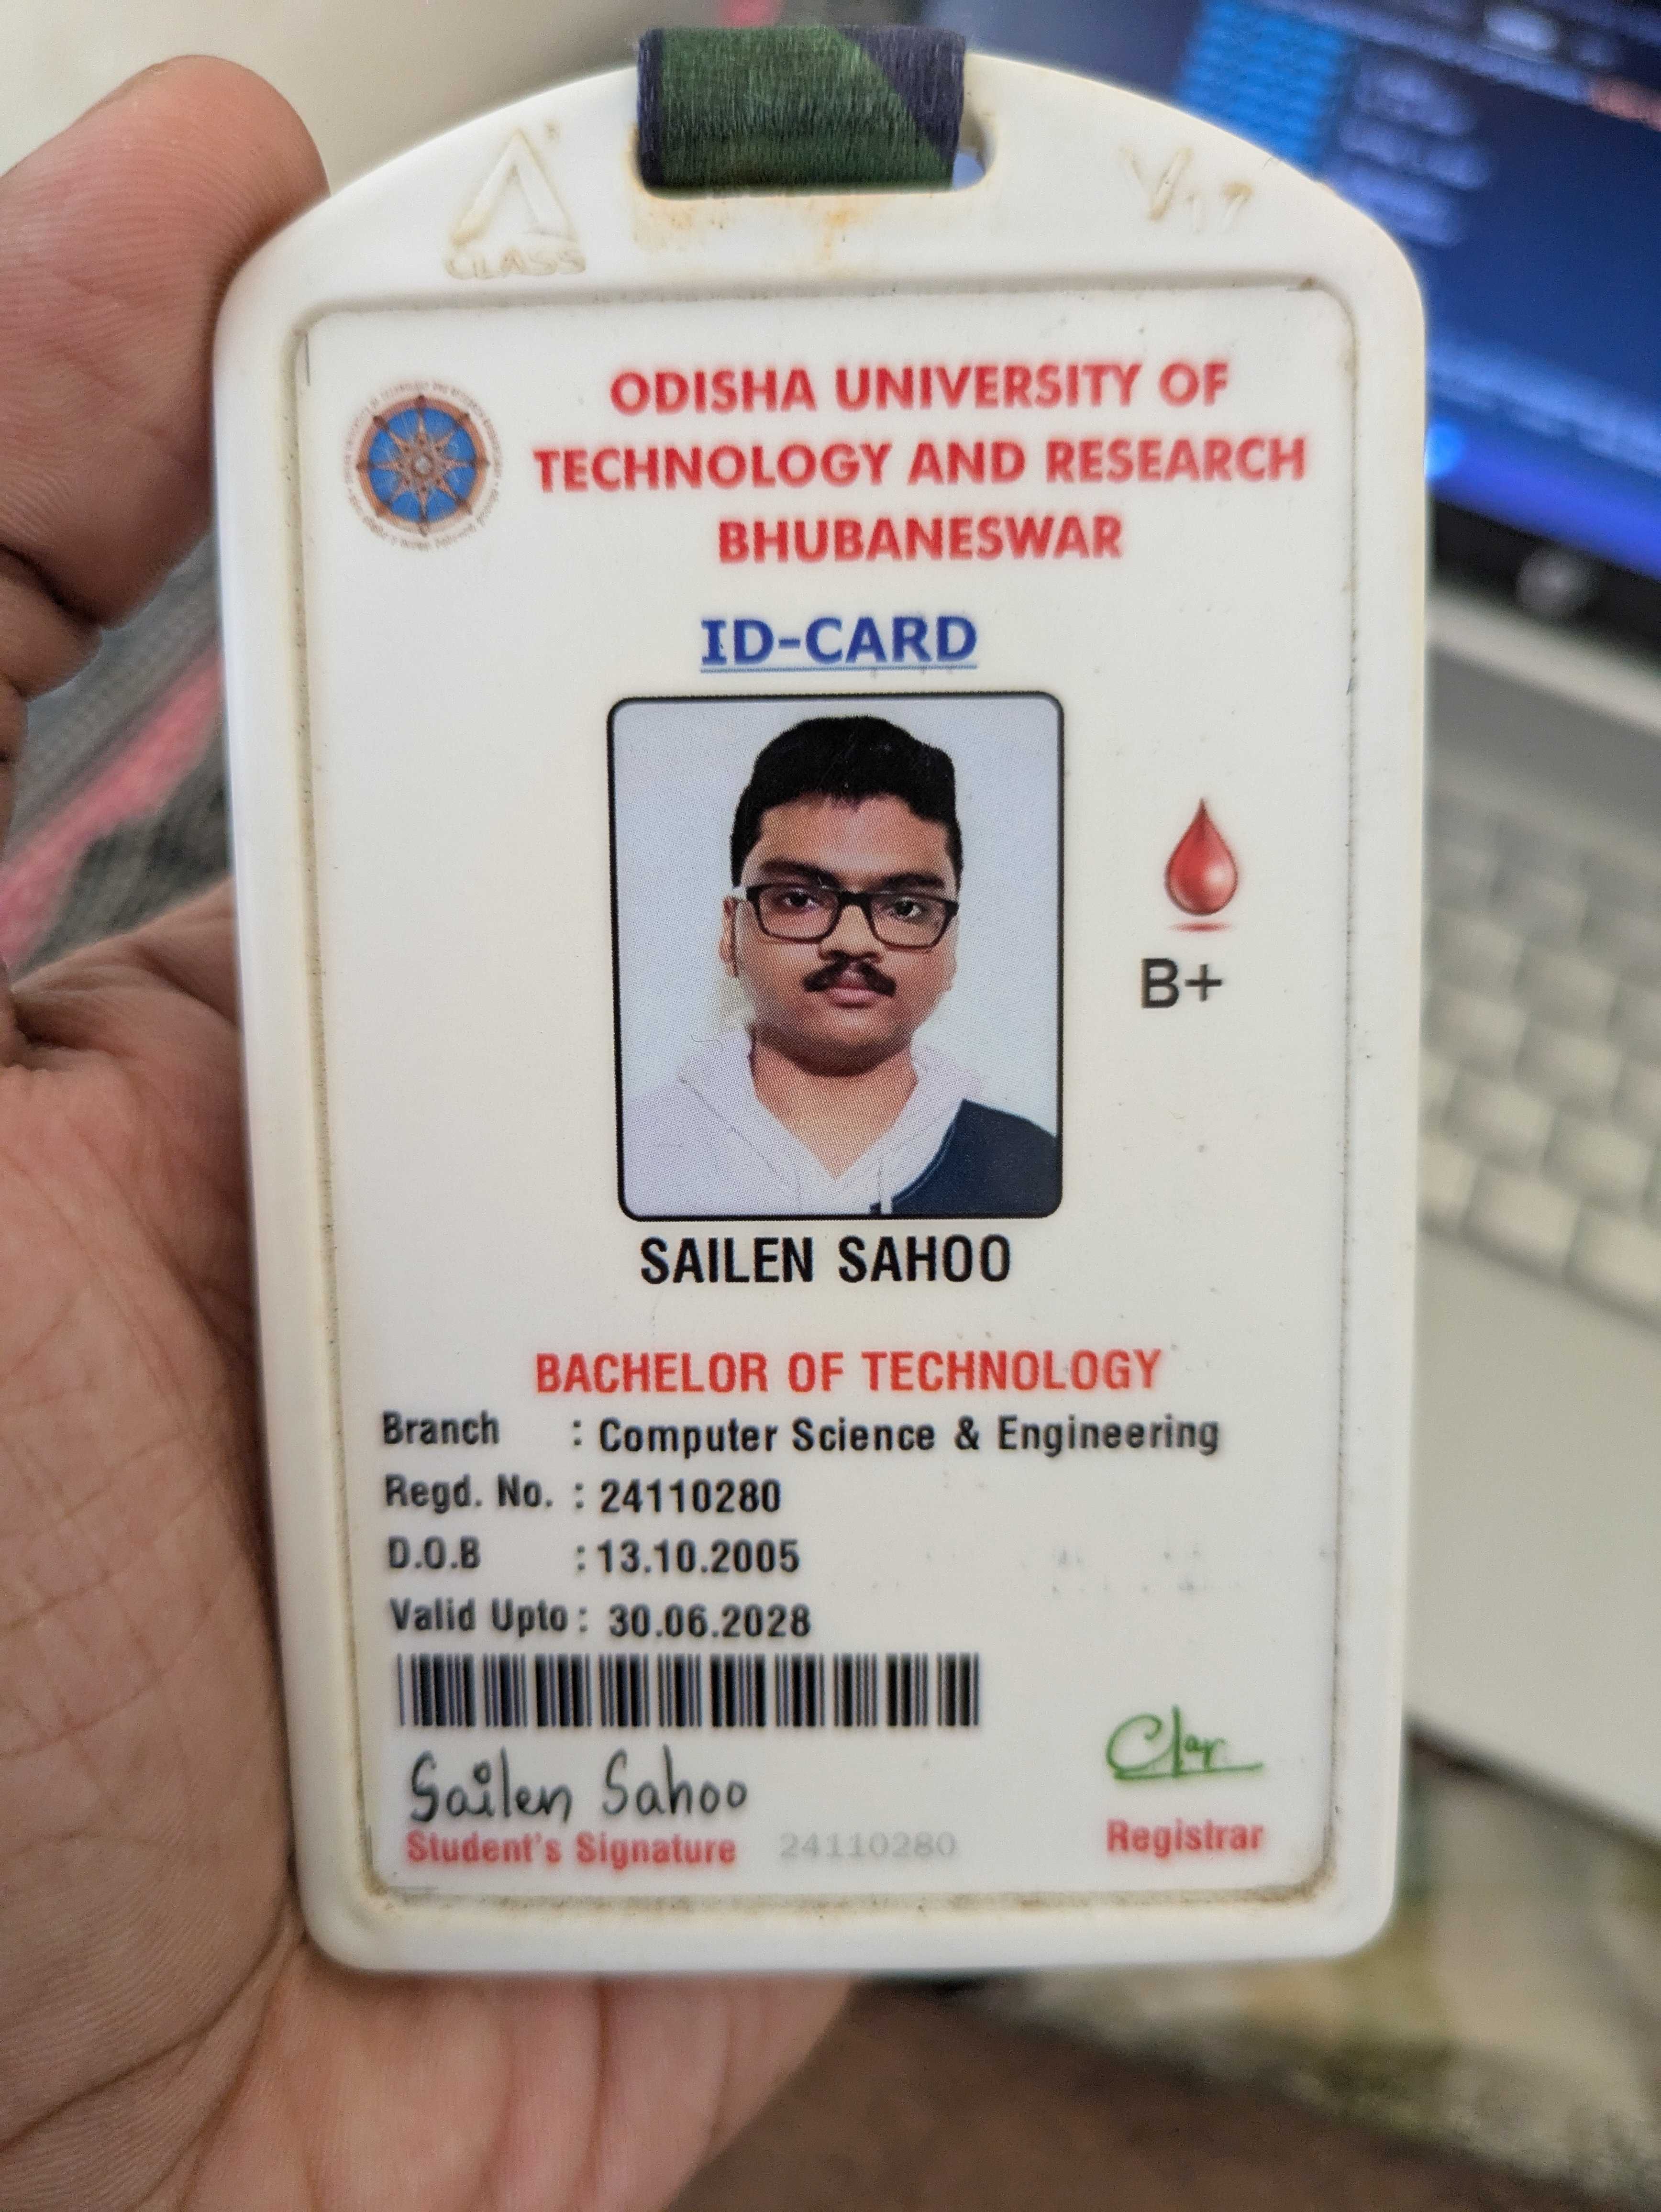 CLASS
ODISHA UNIVERSITY OF
TECHNOLOGY AND RESEARCH
BHUBANESWAR
ID-CARD
B+
SAILEN SAHOO
BACHELOR OF TECHNOLOGY
Branch : Computer Science & Engineering
Regd. No. : 24110280
D.O.B : 13.10.2005
Valid Upto : 30.06.2028
Sailen Sahoo
Student's Signature 24110280
Registrar